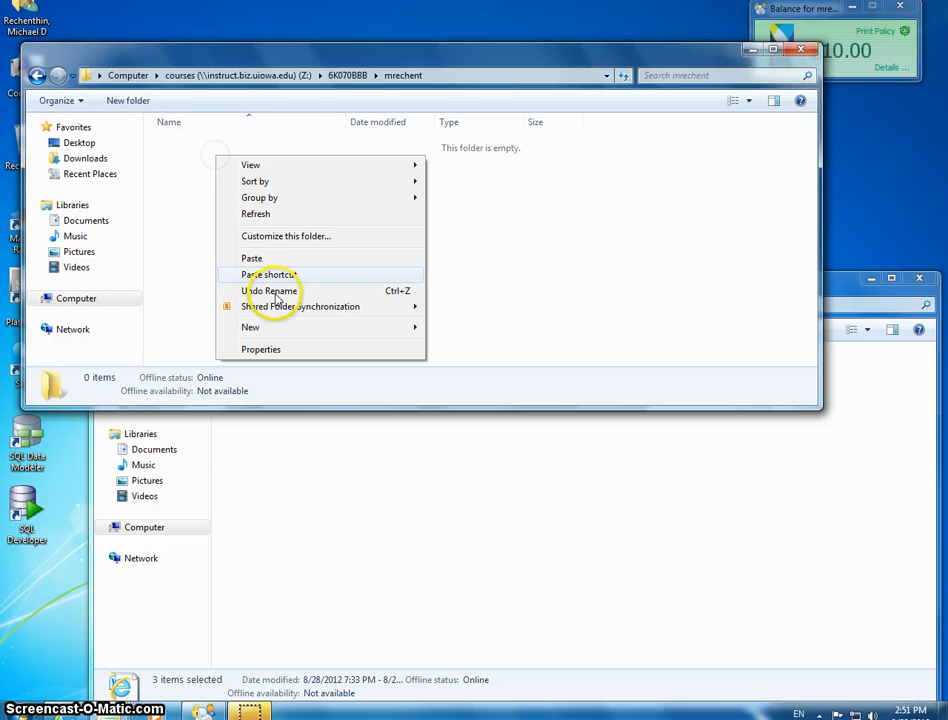 Rechenthin,
Michael D
Balance for mre...
Print Policy
10.00
Details ...
Computer
courses (\\instruct.biz.uiowa.edu) (Z:)
6K070BBB
mrechent
Search mrechent
Organize
New folder
Name
Date modified
Type
Size
This folder is empty.
Favorites
Desktop
Downloads
Recent Places
Libraries
Documents
Music
Pictures
Videos
Computer
Network
View
Sort by
Group by
Refresh
Customize this folder...
Paste
Paste shortcut
Undo Rename Ctrl+Z
Shared Folder Synchronization
New
Properties
0 items
Offline status: Online
Offline availability: Not available
Libraries
Documents
Music
Pictures
Videos
Computer
Network
SQL Data
Modeler
SQL
Developer
3 items selected
Date modified: 8/28/2012 7:33 PM - 8/2...
Offline status: Online
Offline availability: Not available
Screencast-O-Matic.com
EN
2:51 PM